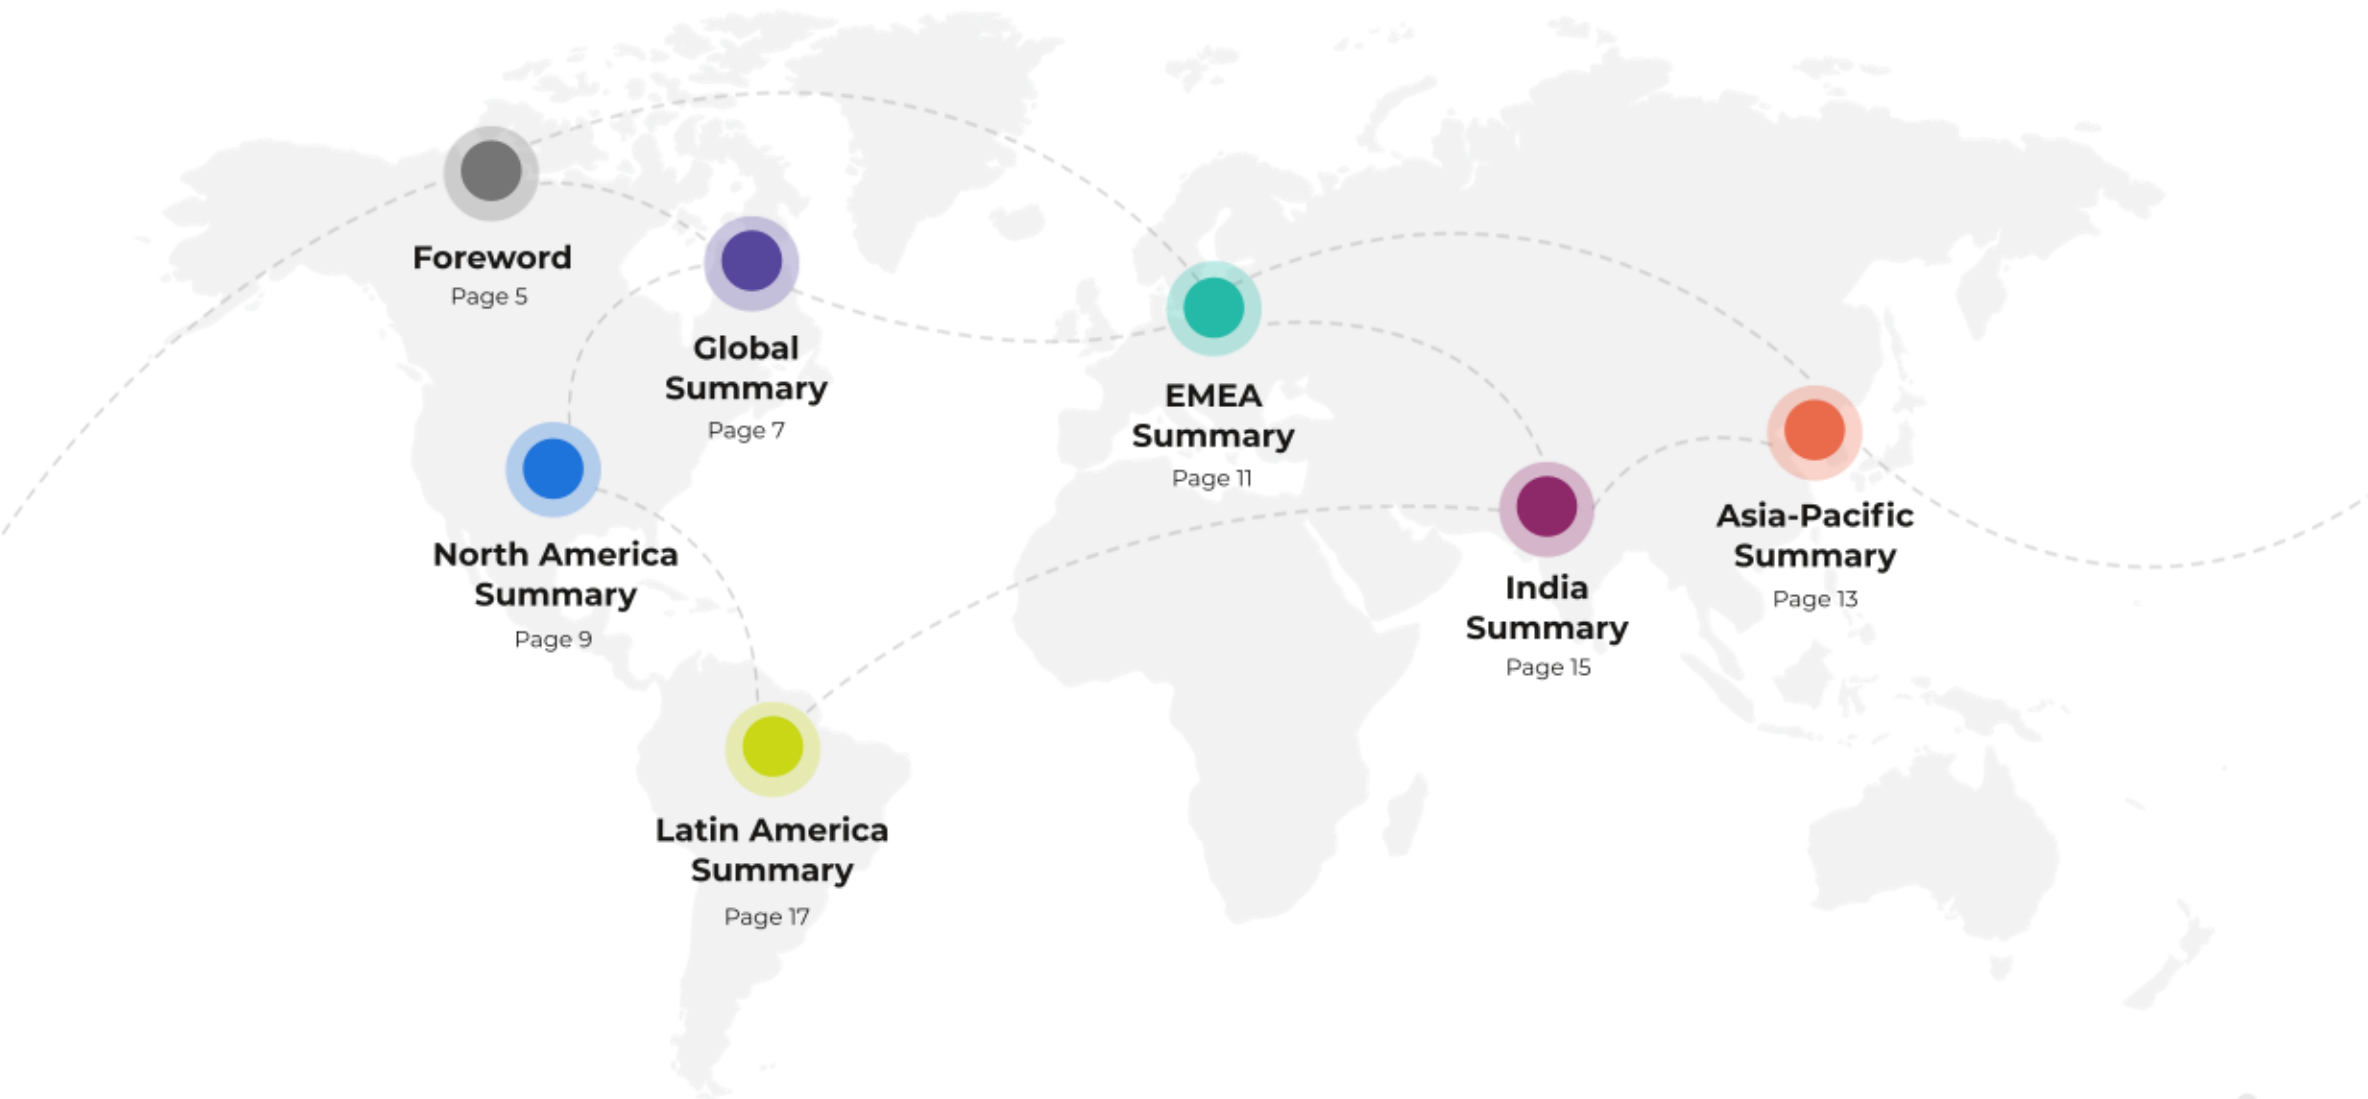 Foreword
Page 5
Global
Summary
Page 7
EMEA
Summary
Page 11
North America
Summary
Page 9
India
Summary
Page 15
Asia-Pacific
Summary
Page 13
Latin America
Summary
Page 17